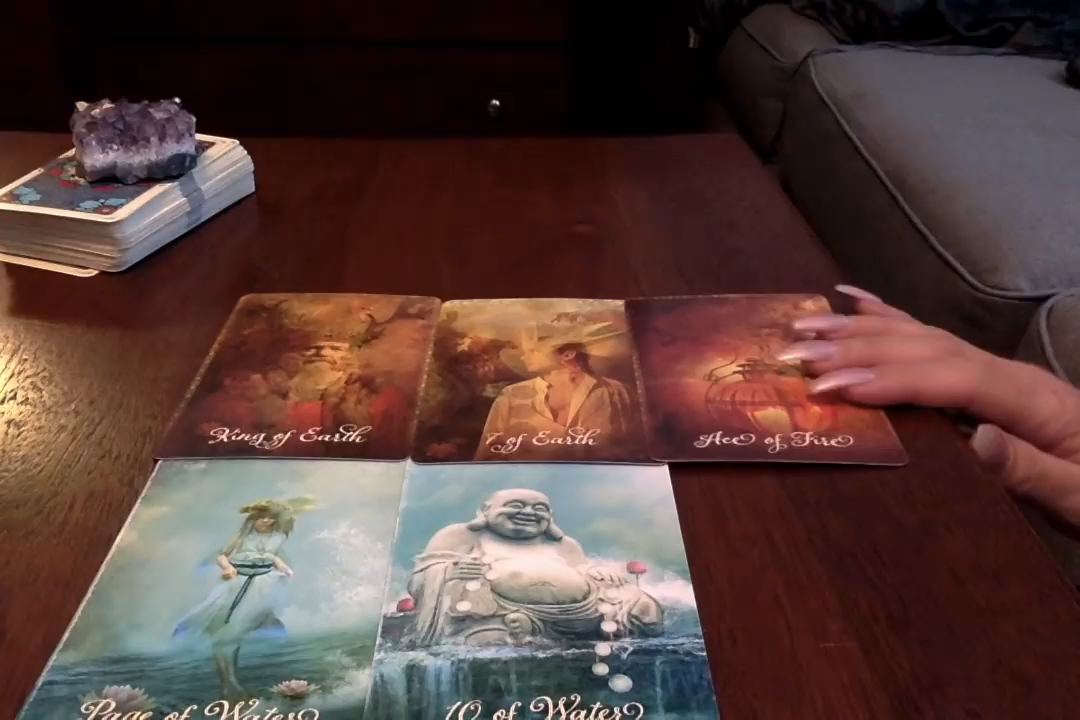 King of Earth
7 of Earth
Ace of Fire
Page of Water
10 of Water